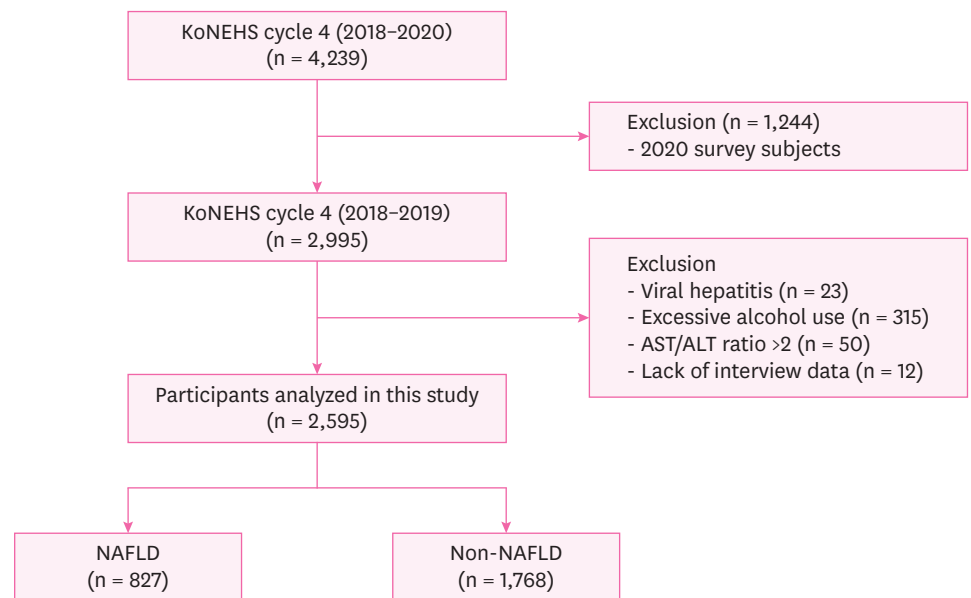 KoNEHS cycle 4 (2018–2020)
(n = 4,239)
Exclusion (n = 1,244)
- 2020 survey subjects
KoNEHS cycle 4 (2018–2019)
(n = 2,995)
Exclusion
- Viral hepatitis (n = 23)
- Excessive alcohol use (n = 315)
- AST/ALT ratio >2 (n = 50)
- Lack of interview data (n = 12)
Participants analyzed in this study
(n = 2,595)
NAFLD
(n = 827)
Non-NAFLD
(n = 1,768)